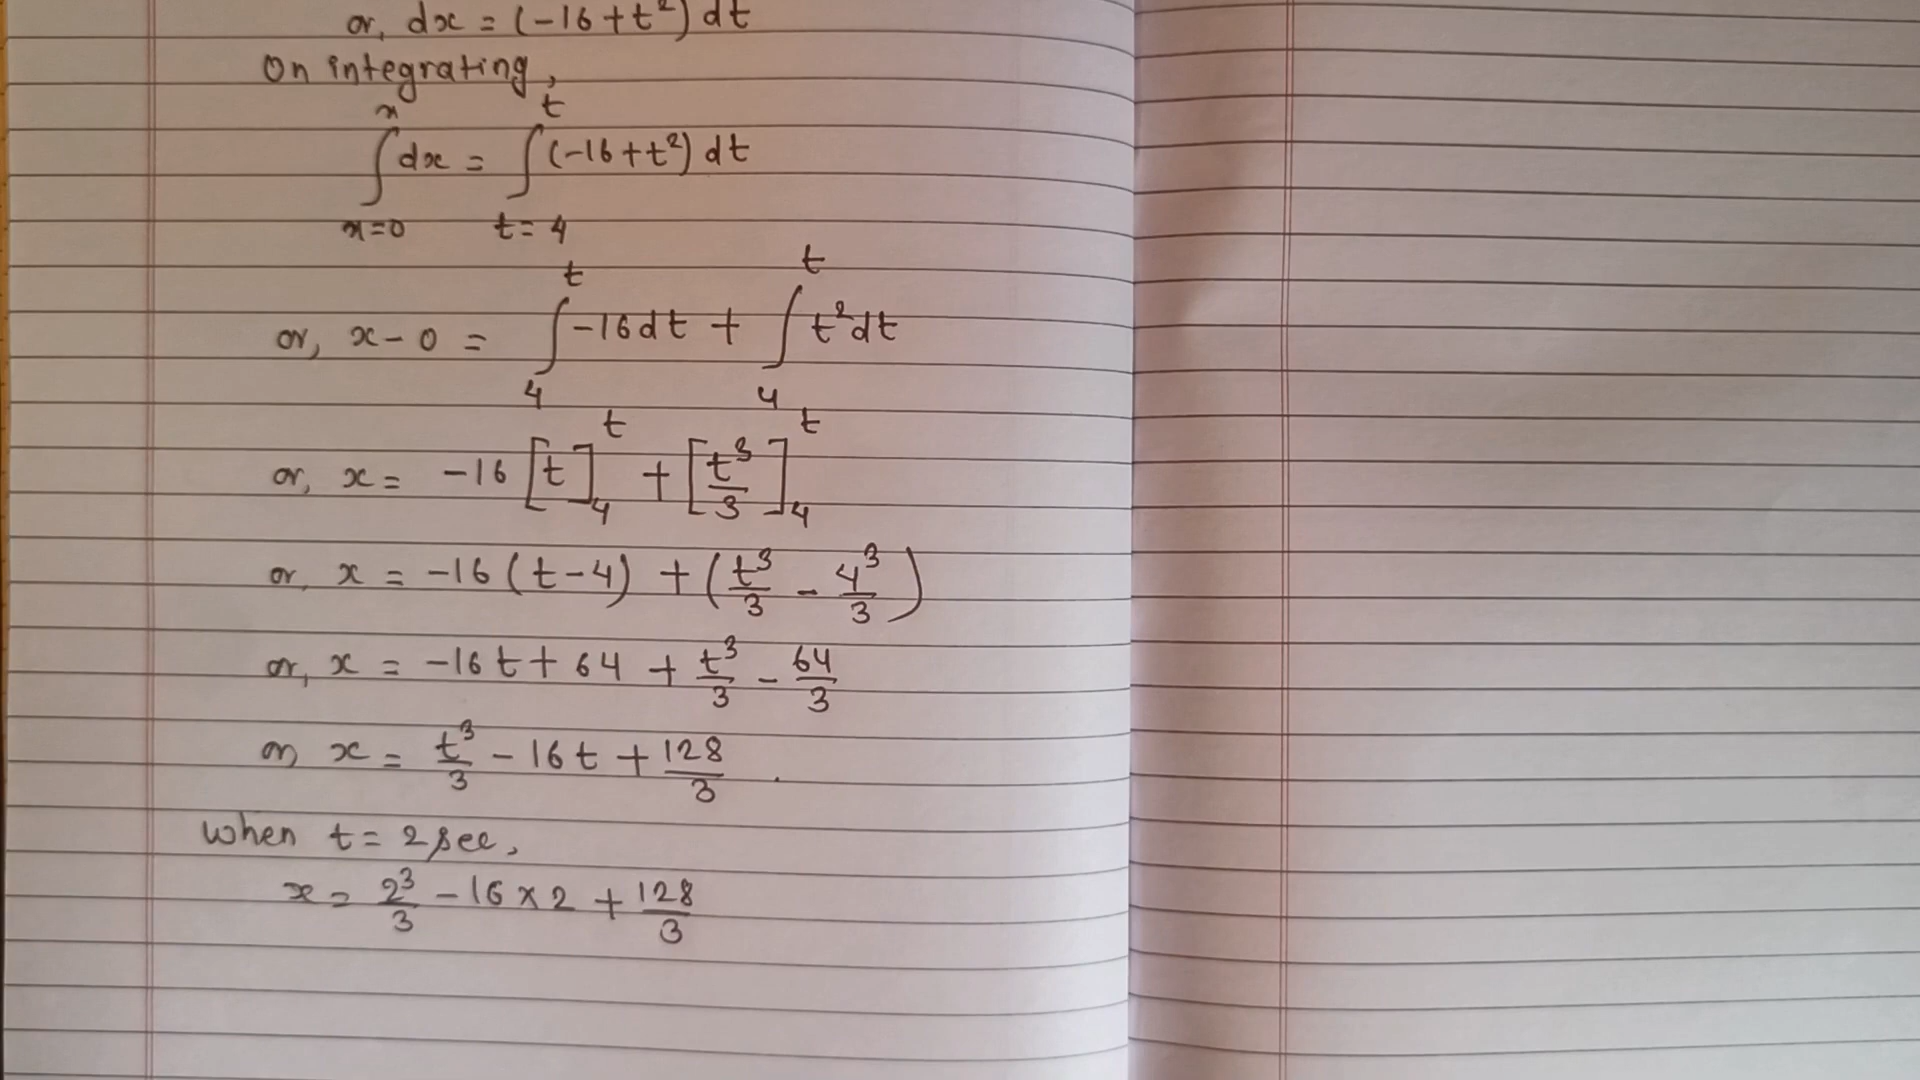 or, dx = (-16 + t²) dt
On integrating,
∫_{x=0}^{x} dx = ∫_{t=4}^{t} (-16 + t²) dt
or, x - 0 = ∫_{4}^{t} -16 dt + ∫_{4}^{t} t² dt
or, x = -16 [t]_{4}^{t} + [t³/3]_{4}^{t}
or, x = -16 (t - 4) + (t³/3 - 4³/3)
or, x = -16t + 64 + t³/3 - 64/3
or, x = t³/3 - 16t + 128/3 .
When t = 2 sec,
x = 2³/3 - 16 × 2 + 128/3